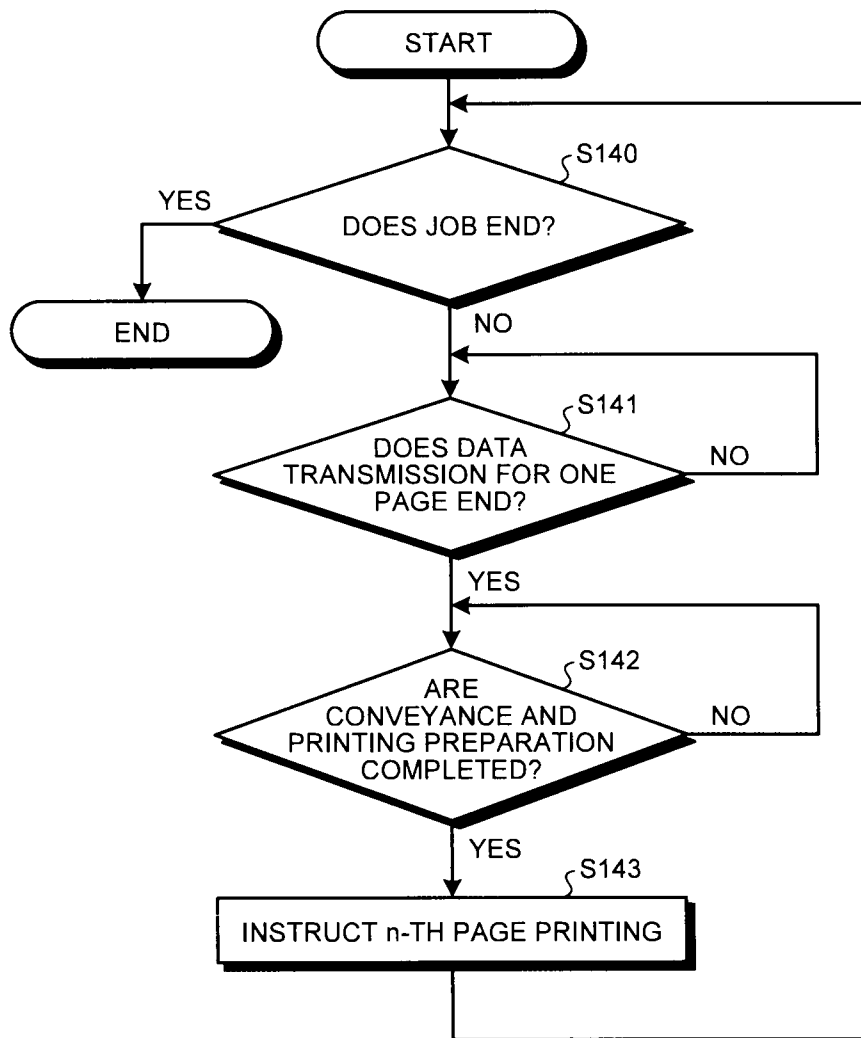 START
S140
YES
DOES JOB END?
END
NO
S141
DOES DATA
TRANSMISSION FOR ONE
PAGE END?
NO
YES
S142
ARE
CONVEYANCE AND
PRINTING PREPARATION
COMPLETED?
NO
YES
S143
INSTRUCT n-TH PAGE PRINTING